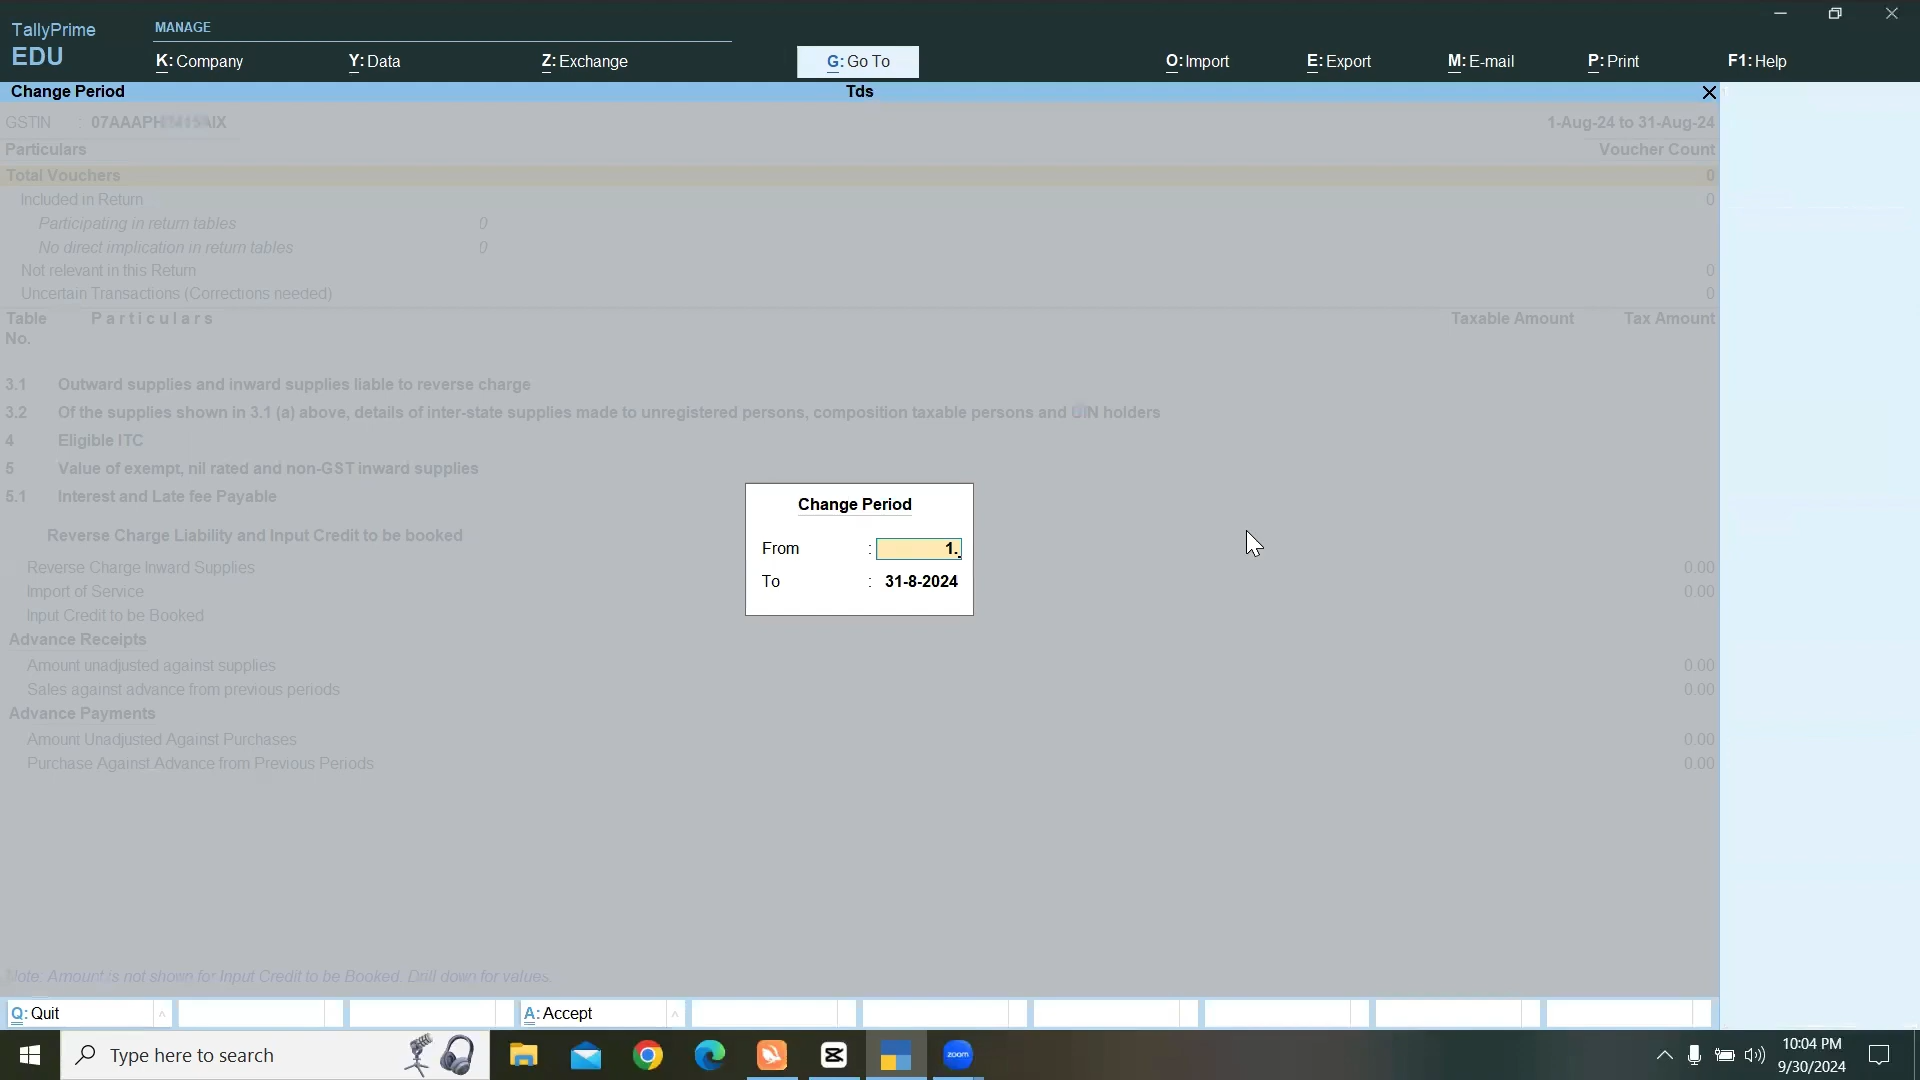 TallyPrime
EDU
MANAGE
K: Company
Y: Data
Z: Exchange
G: Go To
O: Import
E: Export
M: E-mail
P: Print
F1: Help
Change Period
Tds
GSTIN : 07AAAPH
1-Aug-24 to 31-Aug-24
Particulars
Voucher Count
Total Vouchers 0
Included in Return 0
Participating in return tables 0
No direct implication in return tables 0
Not relevant in this Return 0
Uncertain Transactions (Corrections needed) 0
Table No.
Particulars
Taxable Amount
Tax Amount
3.1 Outward supplies and inward supplies liable to reverse charge
3.2 Of the supplies shown in 3.1 (a) above, details of inter-state supplies made to unregistered persons, composition taxable persons and UIN holders
4 Eligible ITC
5 Value of exempt, nil rated and non-GST inward supplies
5.1 Interest and Late fee Payable
Reverse Charge Liability and Input Credit to be booked
Reverse Charge Inward Supplies 0.00
Import of Service 0.00
Input Credit to be Booked
Advance Receipts
Amount unadjusted against supplies 0.00
Sales against advance from previous periods 0.00
Advance Payments
Amount Unadjusted Against Purchases 0.00
Purchase Against Advance from Previous Periods 0.00
Change Period
From : 1.
To : 31-8-2024
Note: Amount is not shown for Input Credit to be Booked. Drill down for values.
Q: Quit
A: Accept
Type here to search
zoom
10:04 PM
9/30/2024